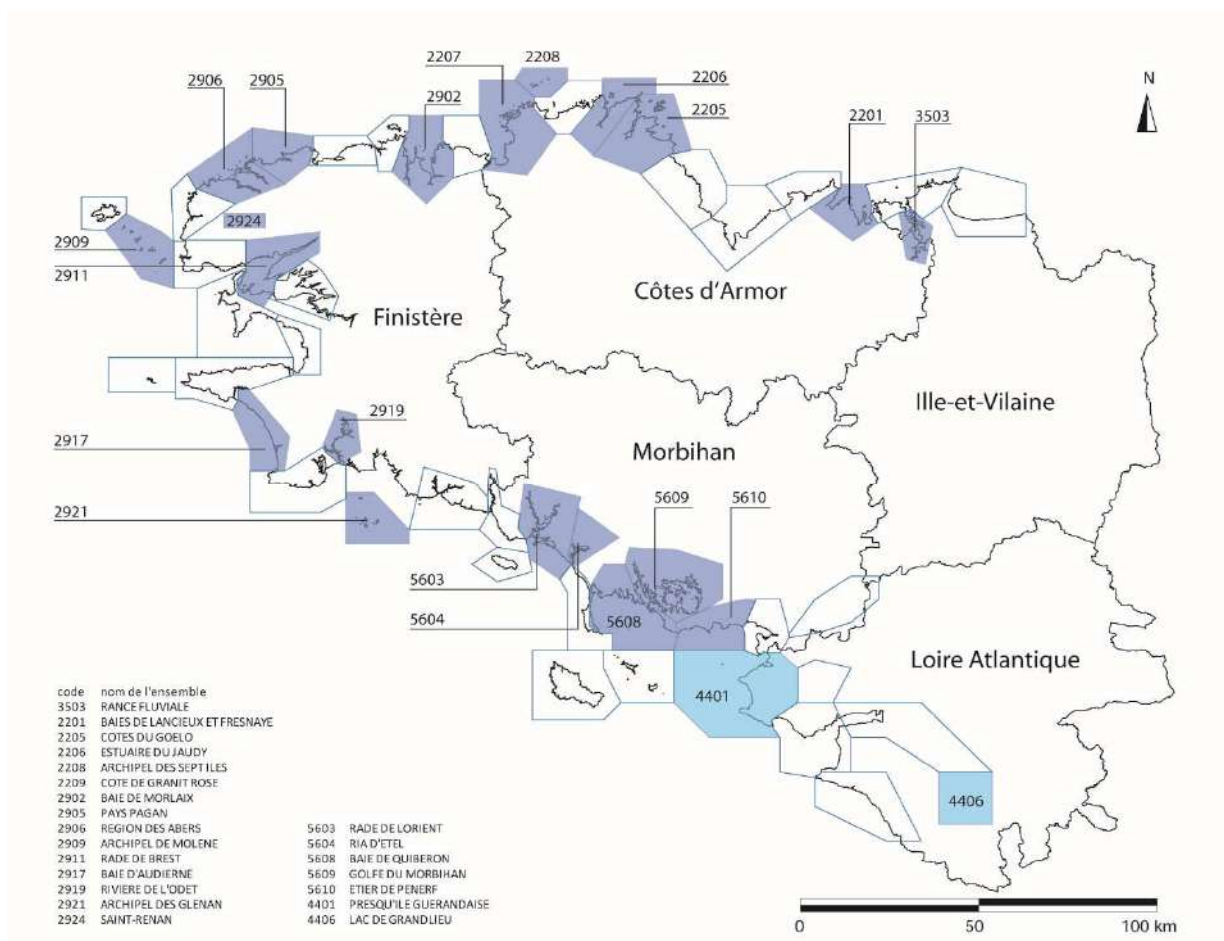 2207
2208
2906
2905
2902
2206
2205
N
2201
3503
2924
2909
2911
Côtes d'Armor
Finistère
Ille-et-Vilaine
2919
2917
Morbihan
5609
5610
2921
5603
5604
5608
Loire Atlantique
4401
4406
code nom de l'ensemble
3503 RANCE FLUVIALE
2201 BAIES DE LANCIEUX ET FRESNAYE
2205 COTES DU GOELO
2206 ESTUAIRE DU JAUDY
2208 ARCHIPEL DES SEPT ILES
2209 COTE DE GRANIT ROSE
2902 BAIE DE MORLAIX
2905 PAYS PAGAN
2906 REGION DES ABERS
2909 ARCHIPEL DE MOLENE
2911 RADE DE BREST
2917 BAIE D'AUDIERNE
2919 RIVIERE DE L'ODET
2921 ARCHIPEL DES GLENAN
2924 SAINT-RENAN
5603 RADE DE LORIENT
5604 RIA D'ETEL
5608 BAIE DE QUIBERON
5609 GOLFE DU MORBIHAN
5610 ETIER DE PENERF
4401 PRESQU'ILE GUERANDAISE
4406 LAC DE GRANDLIEU
0 50 100 km